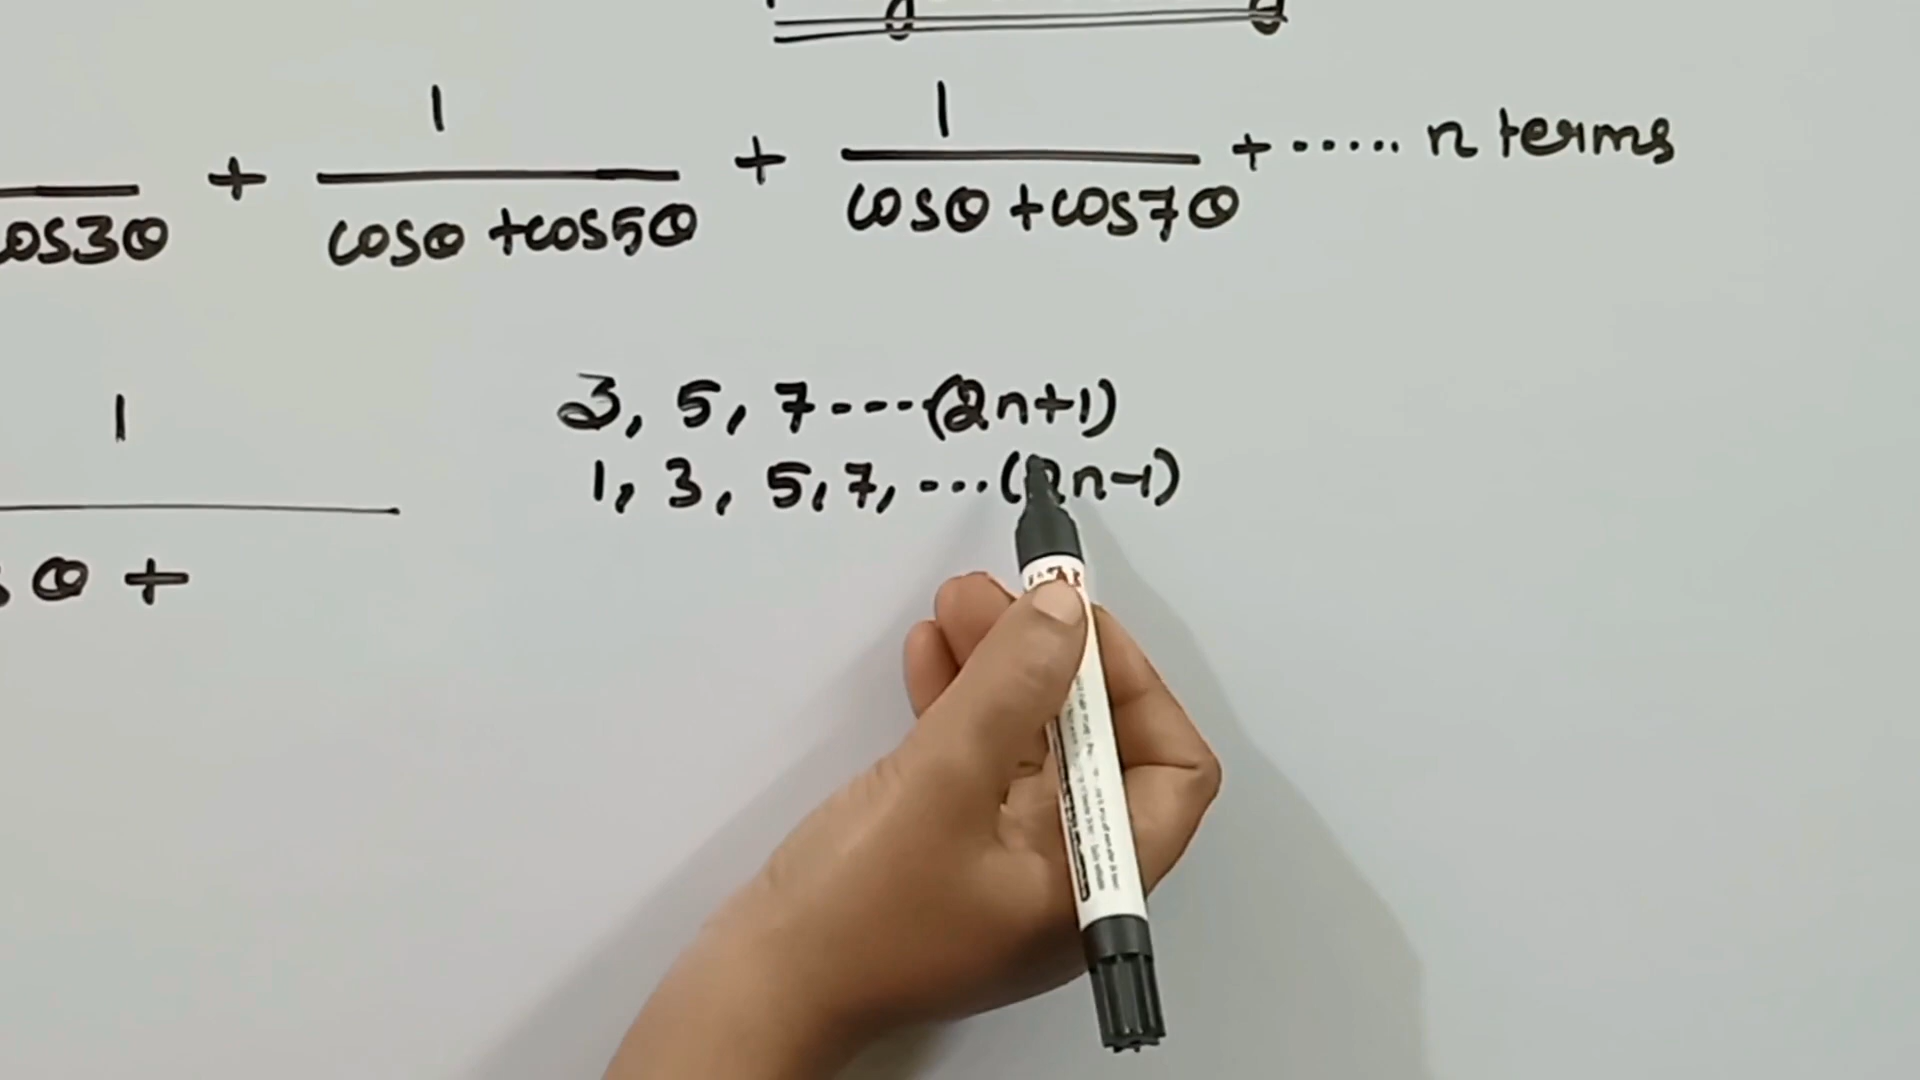 1 1
cos3θ + cosθ + cos5θ + cosθ + cos7θ + ..... n terms
3, 5, 7 ---- (2n+1)
1
1, 3, 5, 7, ... (2n-1)
θ +